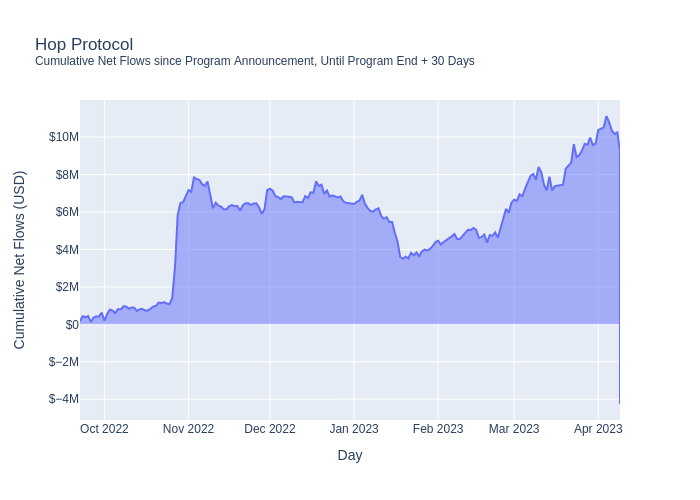 Hop Protocol
Cumulative Net Flows since Program Announcement, Until Program End + 30 Days
Cumulative Net Flows (USD)
$10M
$8M
$6M
$4M
$2M
$0
$−2M
$−4M
Oct 2022 Nov 2022 Dec 2022 Jan 2023 Feb 2023 Mar 2023 Apr 2023
Day